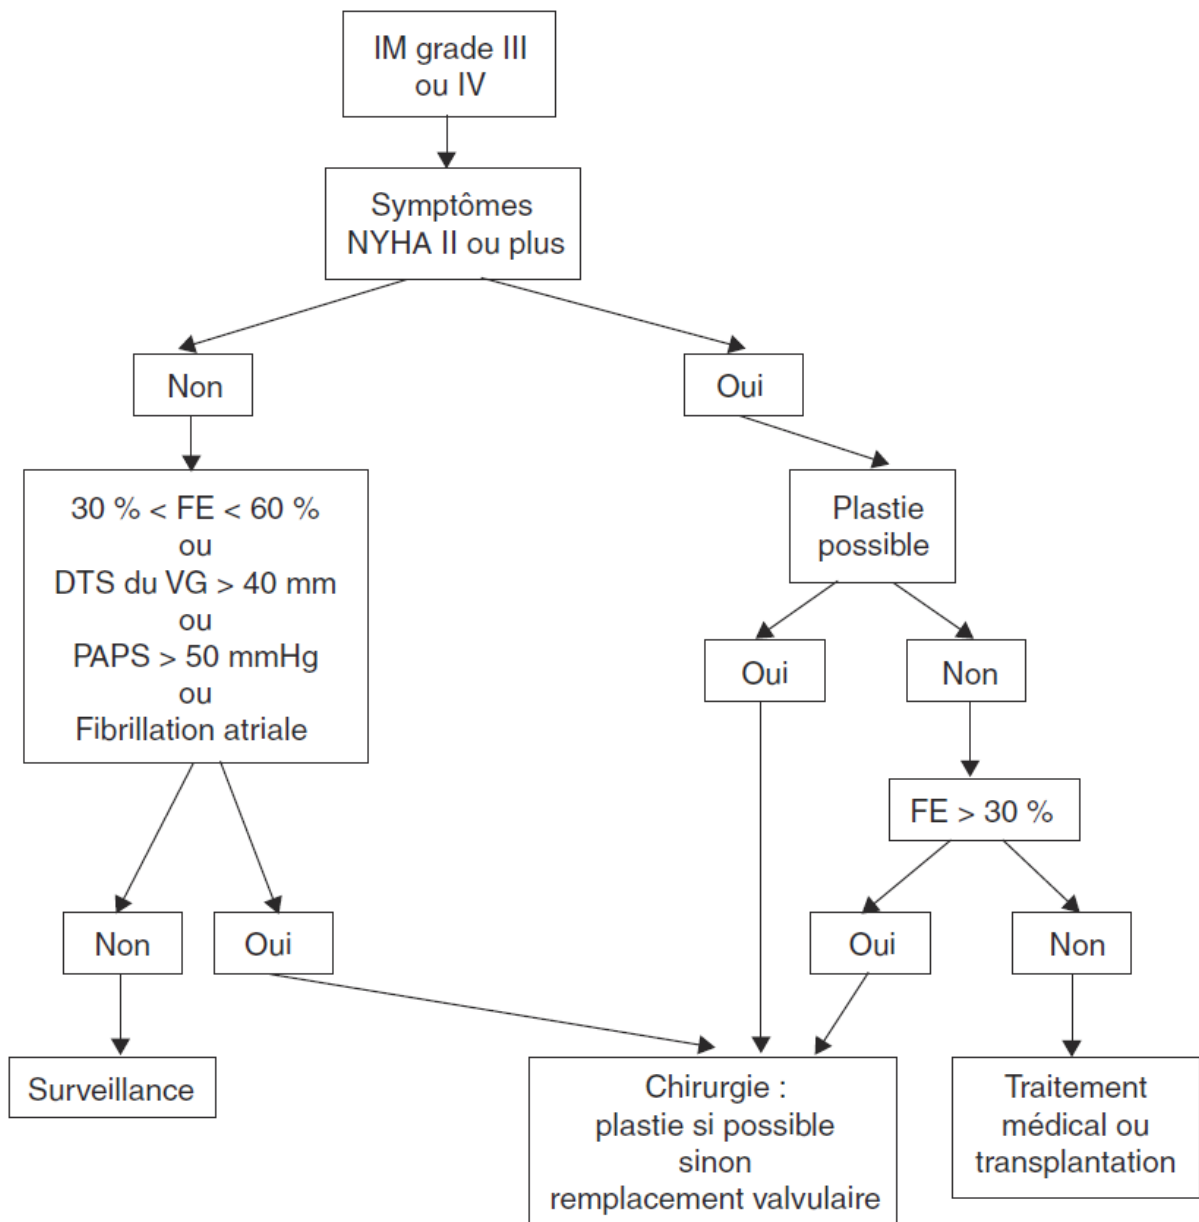 IM grade III
ou IV
Symptômes
NYHA II ou plus
Non
Oui
30 % < FE < 60 %
ou
DTS du VG > 40 mm
ou
PAPS > 50 mmHg
ou
Fibrillation atriale
Plastie
possible
Oui
Non
FE > 30 %
Non
Oui
Oui
Non
Surveillance
Chirurgie :
plastie si possible
sinon
remplacement valvulaire
Traitement
médical ou
transplantation